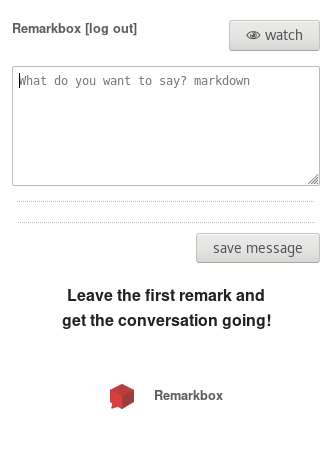 Remarkbox [log out]
watch
What do you want to say? markdown
save message
Leave the first remark and
get the conversation going!
Remarkbox